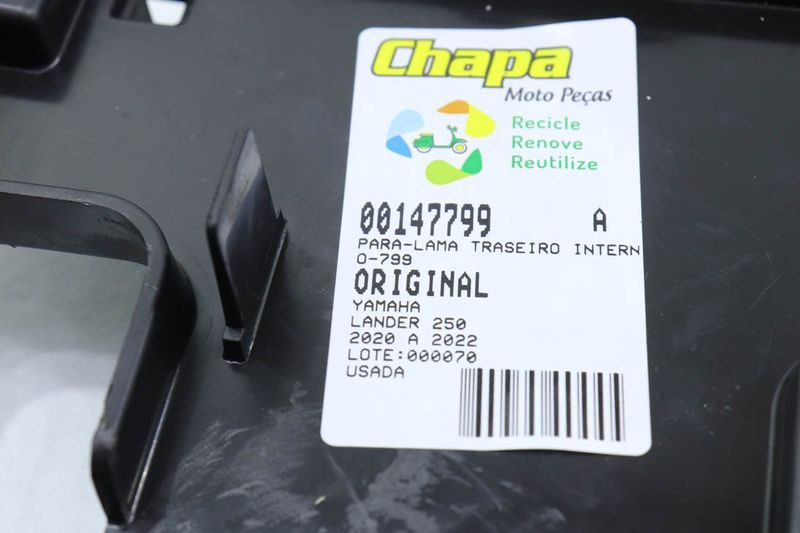 Chapa
Moto Peças
Recicle
Renove
Reutilize
00147799 A
PARA-LAMA TRASEIRO INTERN
O-799
ORIGINAL
YAMAHA
LANDER 250
2020 A 2022
LOTE:000070
USADA